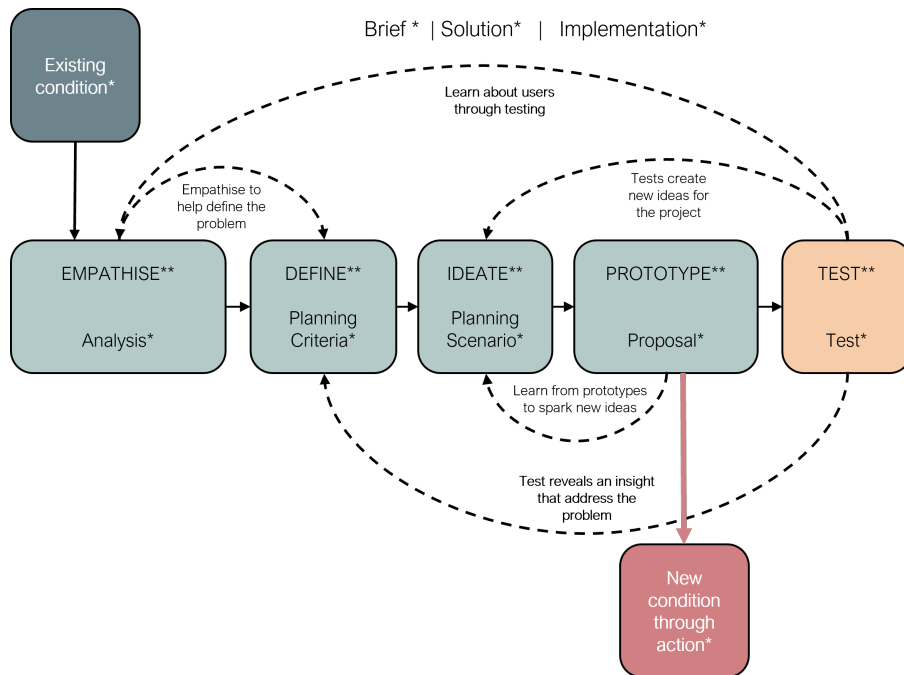 Brief * | Solution* | Implementation*
Existing
condition*
Learn about users
through testing
Empathise to
help define the
problem
Tests create
new ideas for
the project
EMPATHISE**
Analysis*
DEFINE**
Planning
Criteria*
IDEATE**
Planning
Scenario*
PROTOTYPE**
Proposal*
TEST**
Test*
Learn from prototypes
to spark new ideas
Test reveals an insight
that address the
problem
New
condition
through
action*